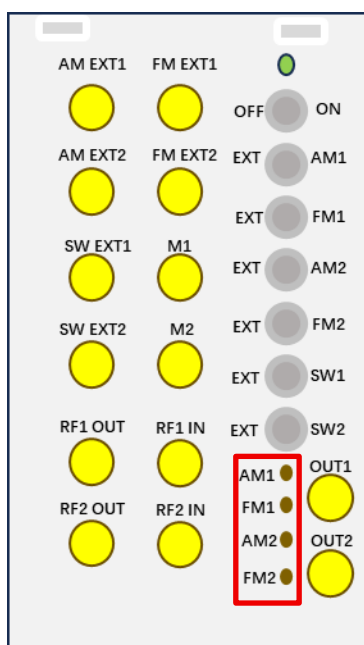 AM EXT1 FM EXT1
OFF ON
AM EXT2 FM EXT2 EXT AM1
EXT FM1
SW EXT1 M1
EXT AM2
SW EXT2 M2 EXT FM2
EXT SW1
RF1 OUT RF1 IN EXT SW2
AM1 OUT1
FM1
RF2 OUT RF2 IN
AM2 OUT2
FM2